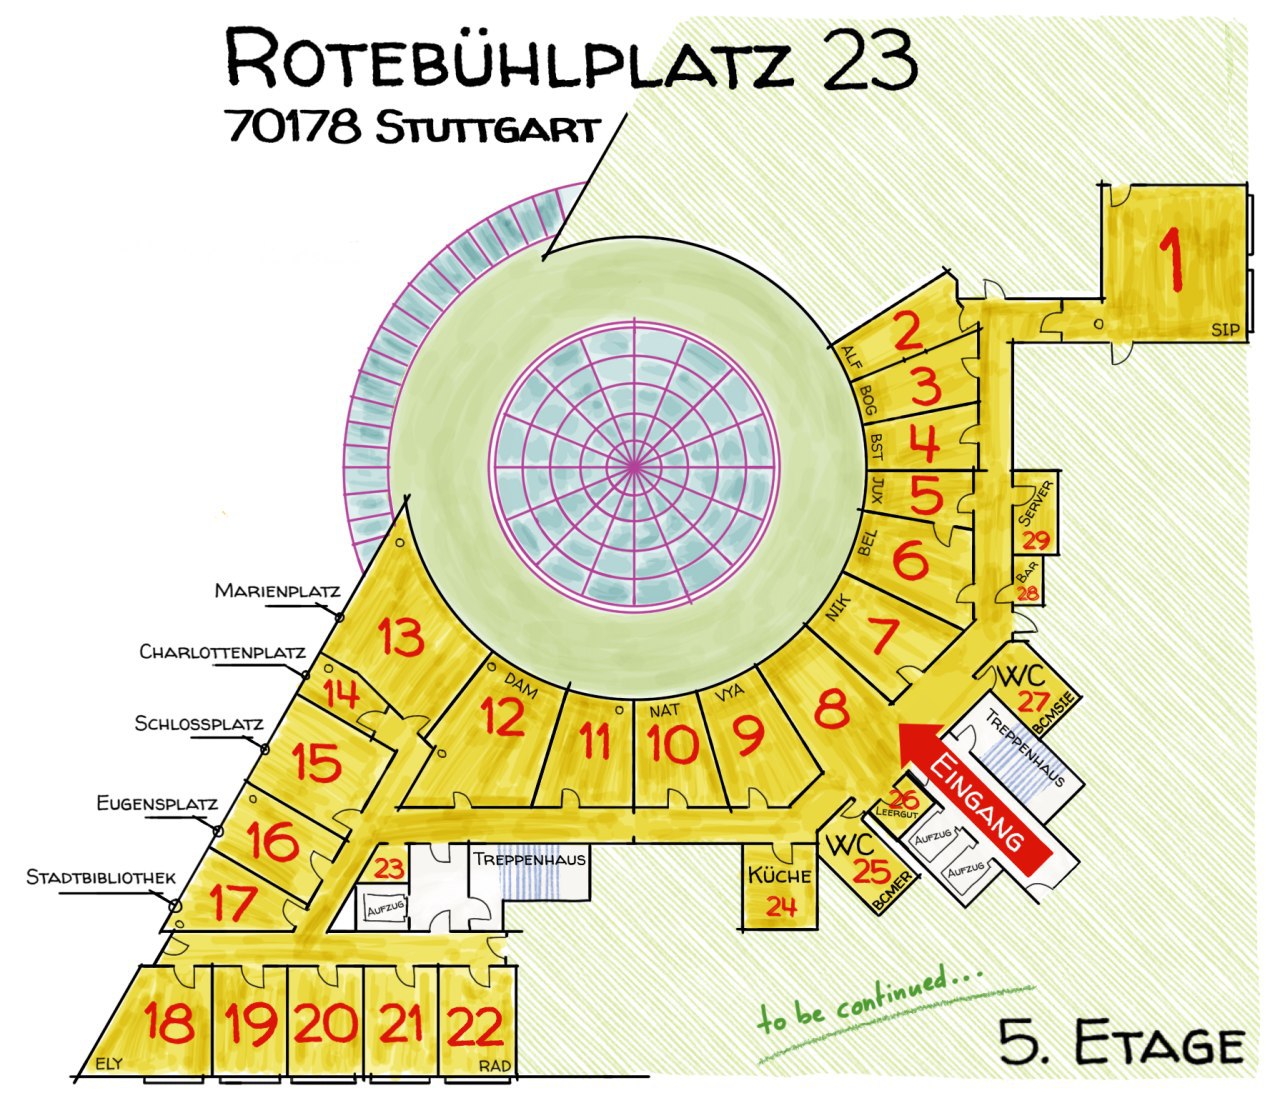 ROTEBÜHLPLATZ 23
70178 STUTTGART
1
SIP
2
ALF
3
BOG
4
BST
5
JUX
6
BEL
7
NIK
8
9
VYA
10
NAT
11
12
DAM
13
14
15
16
17
MARIENPLATZ
CHARLOTTENPLATZ
SCHLOSSPLATZ
EUGENSPLATZ
STADTBIBLIOTHEK
SERVER
29
BAR
28
WC
27
BCMSIE
TREPPENHAUS
EINGANG
26
LEERGUT
AUFZUG
AUFZUG
WC
25
BCMER
KÜCHE
24
TREPPENHAUS
23
AUFZUG
18
ELY
19
20
21
22
RAD
to be continued...
5. ETAGE